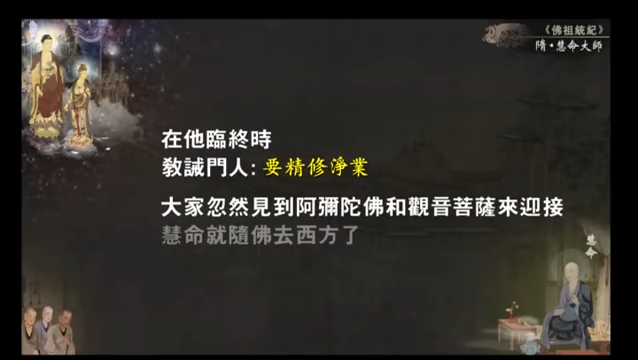 《佛祖統紀》
隋•慧命大師
在他臨終時
教誡門人: 要精修淨業
大家忽然見到阿彌陀佛和觀音菩薩來迎接
慧命就隨佛去西方了
慧命